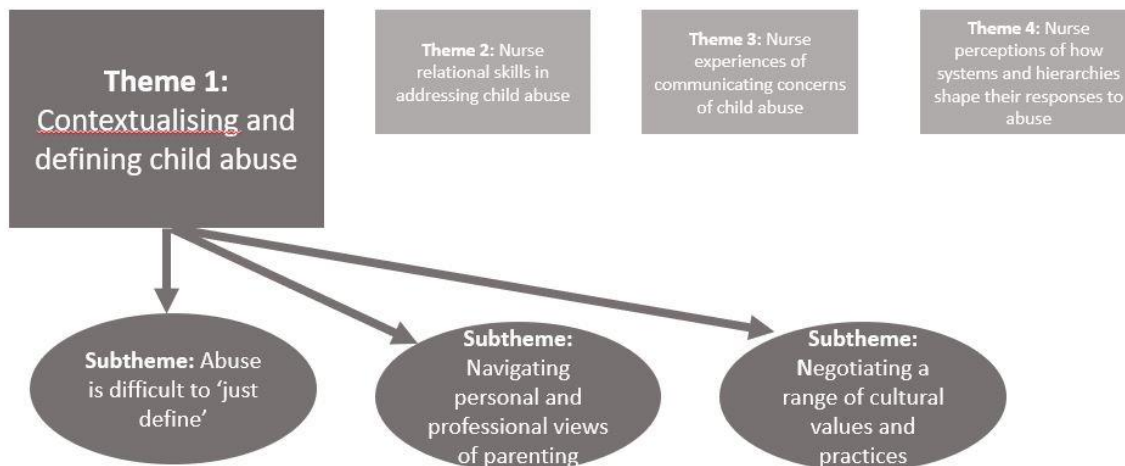 Theme 1:
Contextualising and
defining child abuse
Theme 2: Nurse
relational skills in
addressing child abuse
Theme 3: Nurse
experiences of
communicating concerns
of child abuse
Theme 4: Nurse
perceptions of how
systems and hierarchies
shape their responses to
abuse
Subtheme: Abuse
is difficult to ‘just
define’
Subtheme:
Navigating
personal and
professional views
of parenting
Subtheme:
Negotiating a
range of cultural
values and
practices